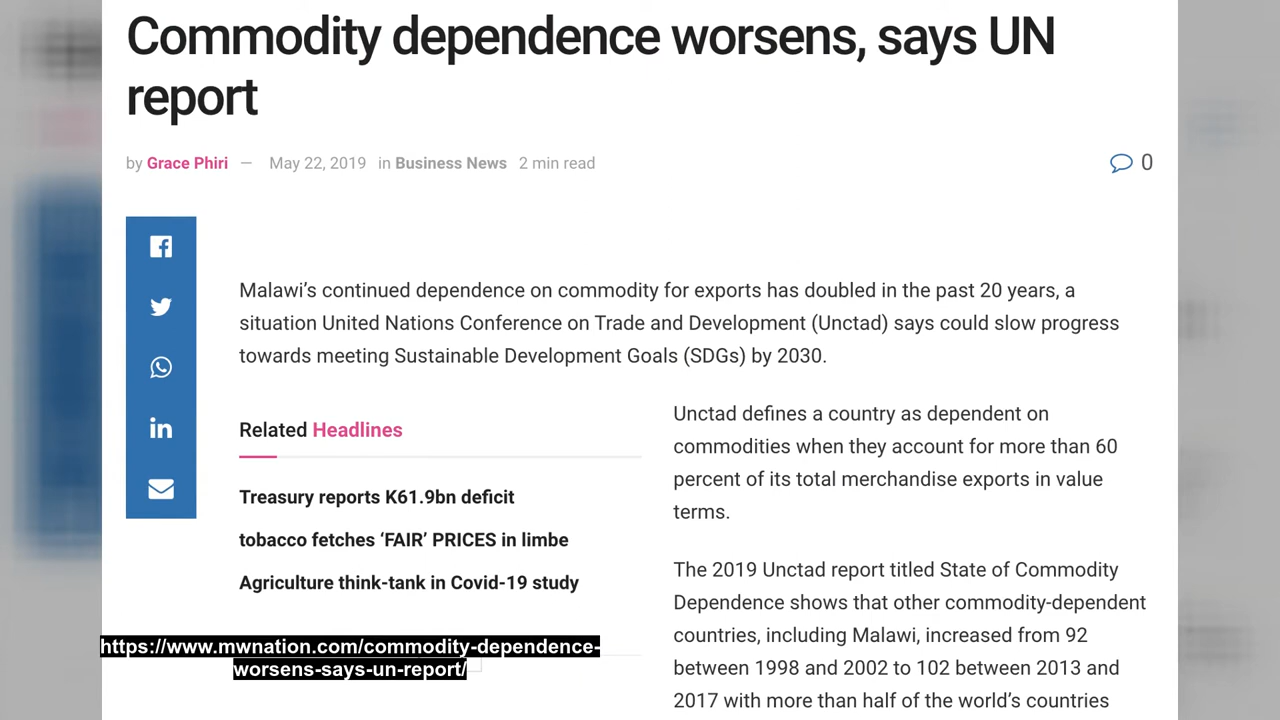 Commodity dependence worsens, says UN
report
by Grace Phiri — May 22, 2019 in Business News 2 min read
0
Malawi’s continued dependence on commodity for exports has doubled in the past 20 years, a
situation United Nations Conference on Trade and Development (Unctad) says could slow progress
towards meeting Sustainable Development Goals (SDGs) by 2030.
Related Headlines
Treasury reports K61.9bn deficit
tobacco fetches ‘FAIR’ PRICES in limbe
Agriculture think-tank in Covid-19 study
Unctad defines a country as dependent on
commodities when they account for more than 60
percent of its total merchandise exports in value
terms.
The 2019 Unctad report titled State of Commodity
Dependence shows that other commodity-dependent
countries, including Malawi, increased from 92
between 1998 and 2002 to 102 between 2013 and
2017 with more than half of the world’s countries
https://www.mwnation.com/commodity-dependence-
worsens-says-un-report/